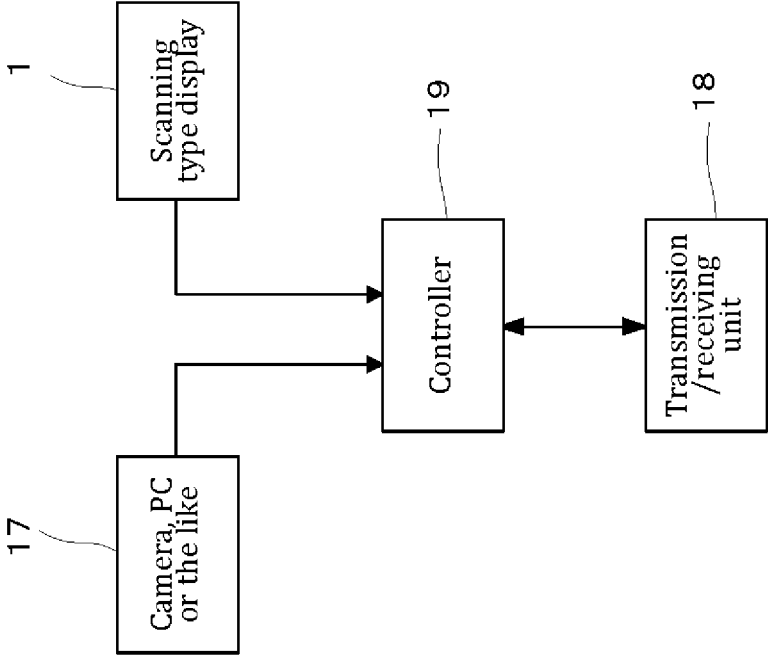 1
Scanning
type display
17
Camera, PC
or the like
19
Controller
18
Transmission
/receiving
unit